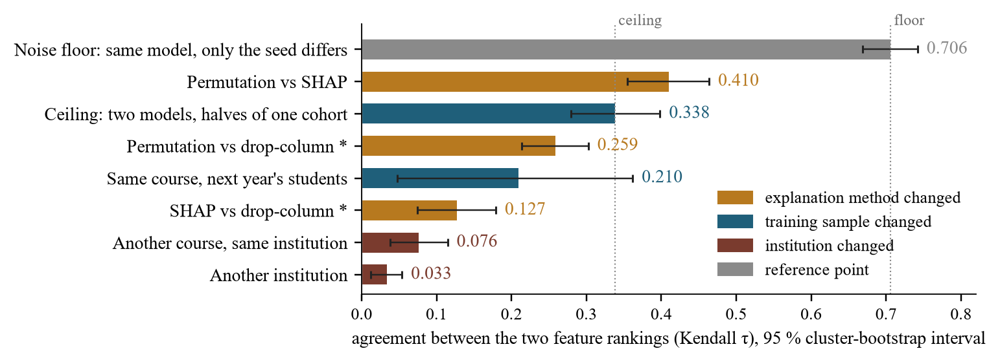 ceiling floor
Noise floor: same model, only the seed differs 0.706
Permutation vs SHAP 0.410
Ceiling: two models, halves of one cohort 0.338
Permutation vs drop-column * 0.259
Same course, next year's students 0.210
explanation method changed
SHAP vs drop-column * 0.127
training sample changed
Another course, same institution 0.076
institution changed
Another institution 0.033
reference point
0.0 0.1 0.2 0.3 0.4 0.5 0.6 0.7 0.8
agreement between the two feature rankings (Kendall τ), 95 % cluster-bootstrap interval